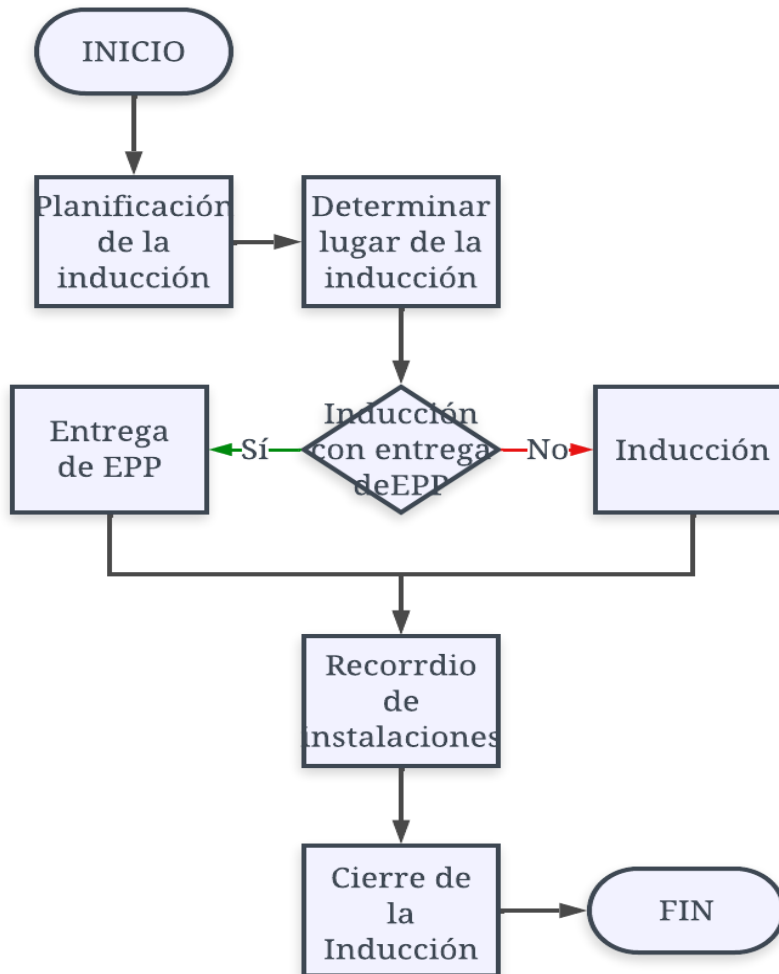 INICIO
Planificación
de la
inducción
Determinar
lugar de la
inducción
Entrega
de EPP
Sí
Inducción
con entrega
deEPP
No
Inducción
Recorrdio
de
instalaciones
Cierre de
la
Inducción
FIN